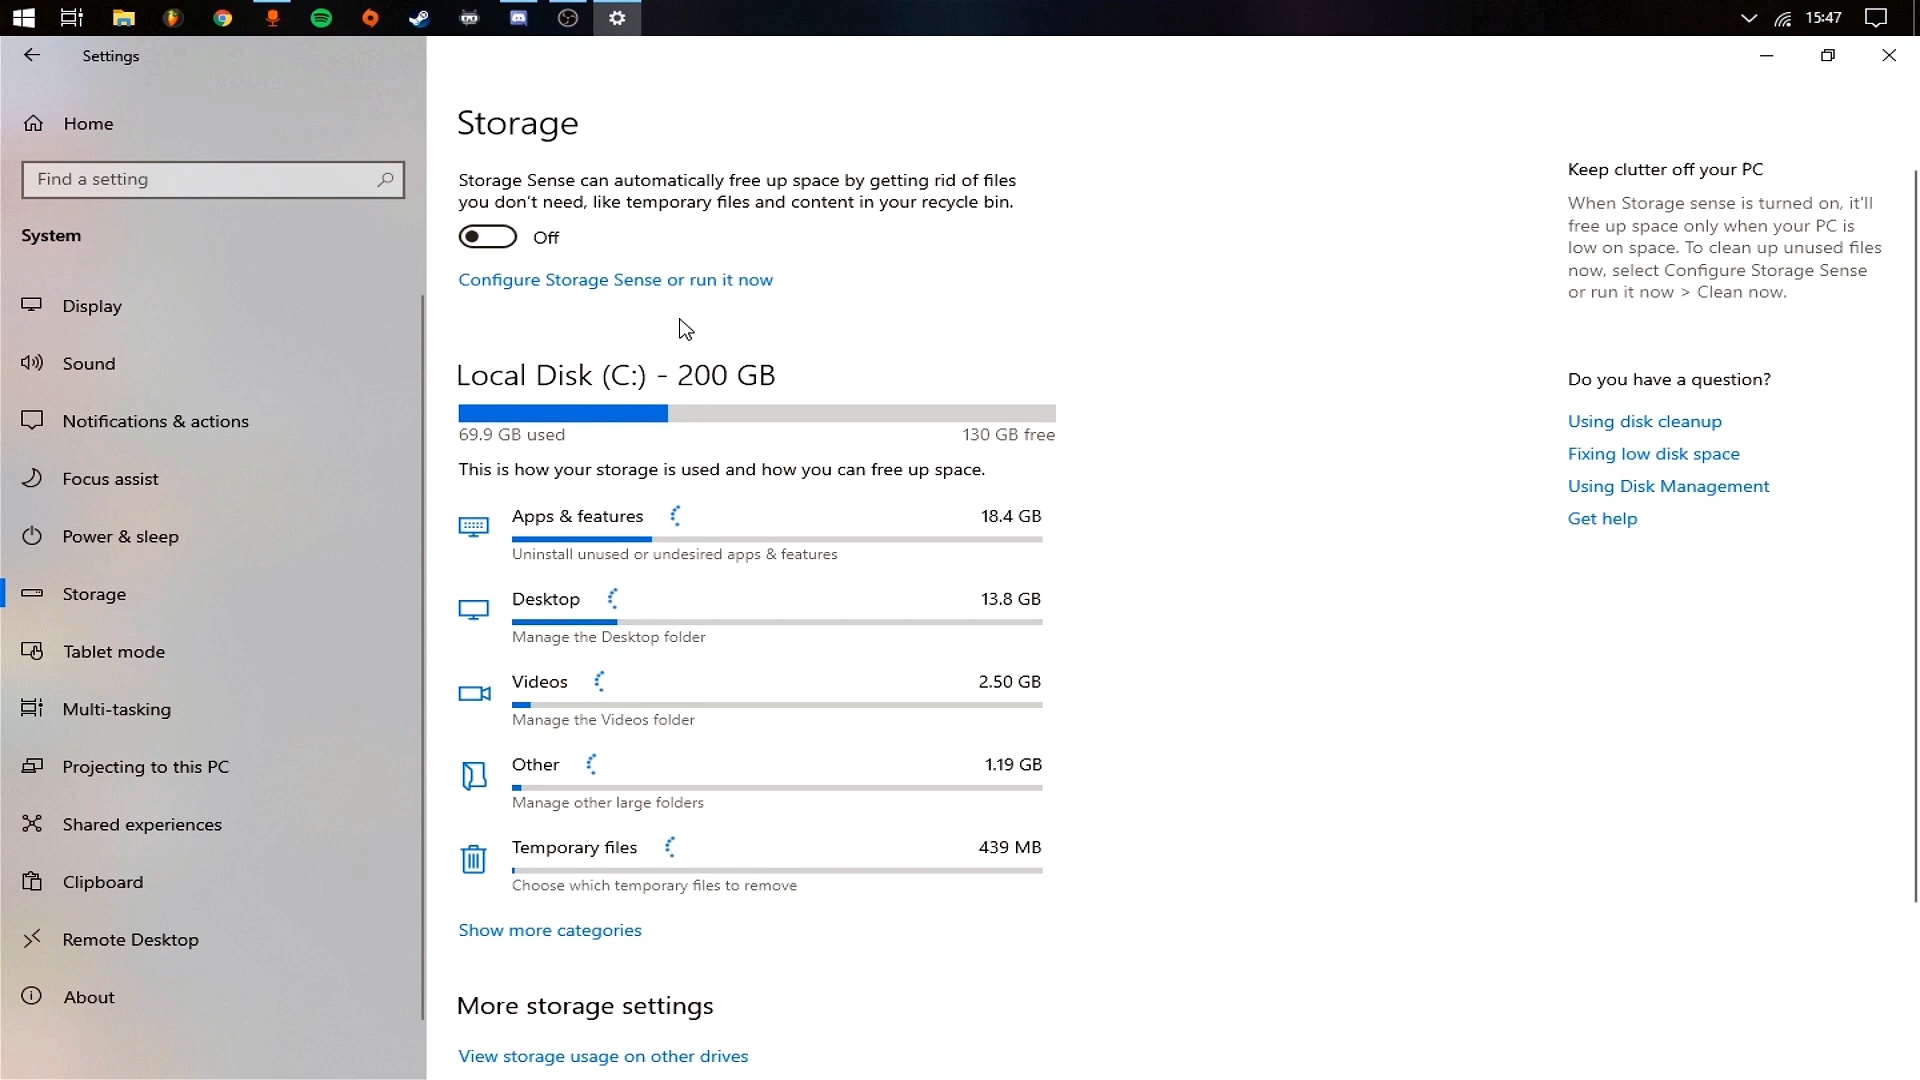 15:47
Settings
Home
Find a setting
System
Display
Sound
Notifications & actions
Focus assist
Power & sleep
Storage
Tablet mode
Multi-tasking
Projecting to this PC
Shared experiences
Clipboard
Remote Desktop
About
Storage
Storage Sense can automatically free up space by getting rid of files
you don't need, like temporary files and content in your recycle bin.
Off
Configure Storage Sense or run it now
Local Disk (C:) - 200 GB
69.9 GB used 130 GB free
This is how your storage is used and how you can free up space.
Apps & features 18.4 GB
Uninstall unused or undesired apps & features
Desktop 13.8 GB
Manage the Desktop folder
Videos 2.50 GB
Manage the Videos folder
Other 1.19 GB
Manage other large folders
Temporary files 439 MB
Choose which temporary files to remove
Show more categories
More storage settings
View storage usage on other drives
Keep clutter off your PC
When Storage sense is turned on, it'll
free up space only when your PC is
low on space. To clean up unused files
now, select Configure Storage Sense
or run it now > Clean now.
Do you have a question?
Using disk cleanup
Fixing low disk space
Using Disk Management
Get help